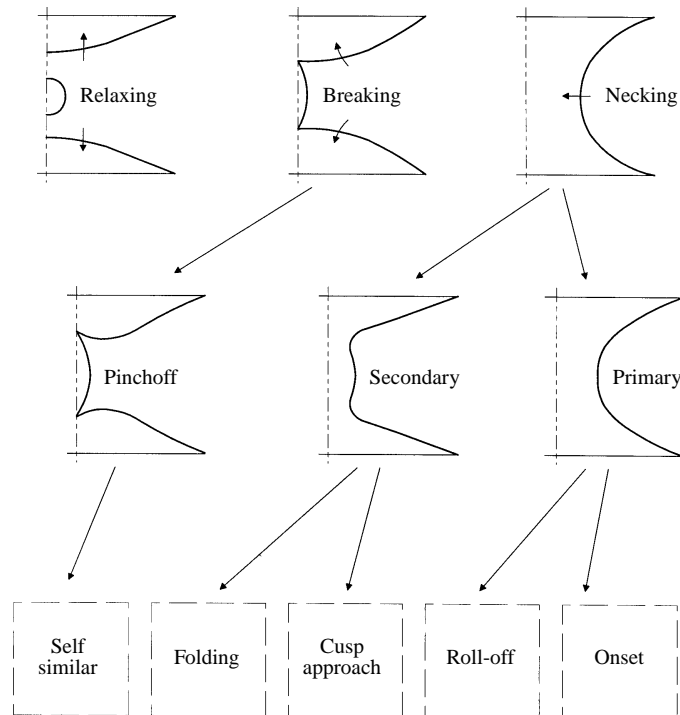 Relaxing
Breaking
Necking
Pinchoff
Secondary
Primary
Self
similar
Folding
Cusp
approach
Roll-off
Onset